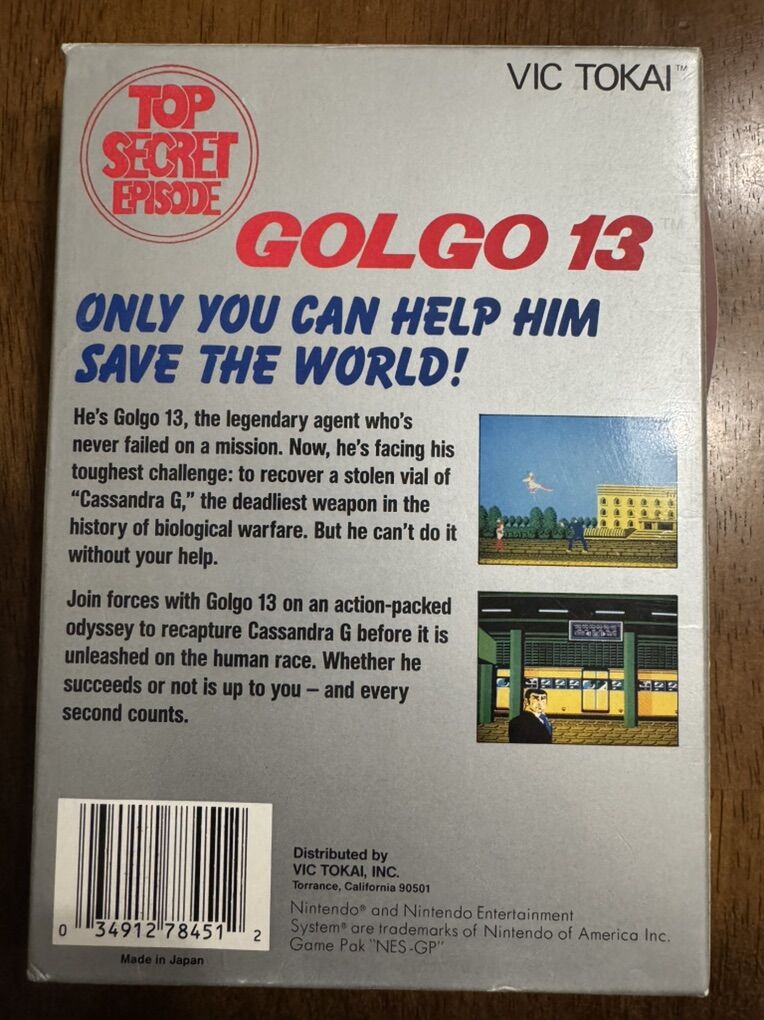 VIC TOKAI™
TOP
SECRET
EPISODE
GOLGO 13
TM
ONLY YOU CAN HELP HIM
SAVE THE WORLD!
He's Golgo 13, the legendary agent who's
never failed on a mission. Now, he's facing his
toughest challenge: to recover a stolen vial of
"Cassandra G," the deadliest weapon in the
history of biological warfare. But he can't do it
without your help.
Join forces with Golgo 13 on an action-packed
odyssey to recapture Cassandra G before it is
unleashed on the human race. Whether he
succeeds or not is up to you – and every
second counts.
0 34912 78451 2
Made in Japan
Distributed by
VIC TOKAI, INC.
Torrance, California 90501
Nintendo® and Nintendo Entertainment
System® are trademarks of Nintendo of America Inc.
Game Pak "NES-GP"